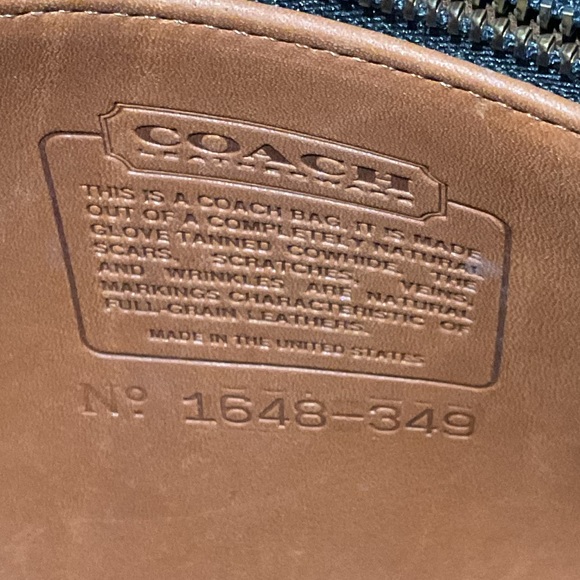 COACH
LEATHERWARE
THIS IS A COACH BAG. IT IS MADE
OUT OF A COMPLETELY NATURAL
GLOVE TANNED COWHIDE. THE
SCARS, SCRATCHES, VEINS,
AND WRINKLES ARE NATURAL
MARKINGS CHARACTERISTIC OF
FULL-GRAIN LEATHERS.
MADE IN THE UNITED STATES
Nº 1648-349